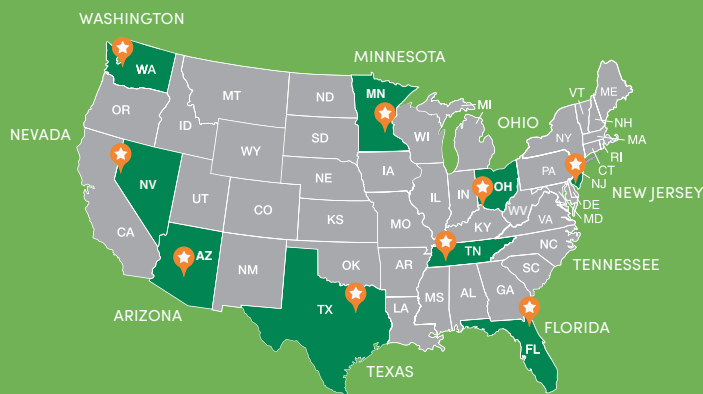 WASHINGTON
MINNESOTA
OHIO
NEVADA
NEW JERSEY
TENNESSEE
ARIZONA
FLORIDA
TEXAS
WA
MT
ND
MN
MI
VT
ME
OR
ID
SD
WI
NY
NH
MA
WY
RI
CT
NV
NE
IA
PA
NJ
UT
IL
IN
OH
DE
CO
KS
MO
KY
WV
VA
MD
CA
AZ
NM
OK
AR
TN
NC
SC
TX
LA
MS
AL
GA
FL